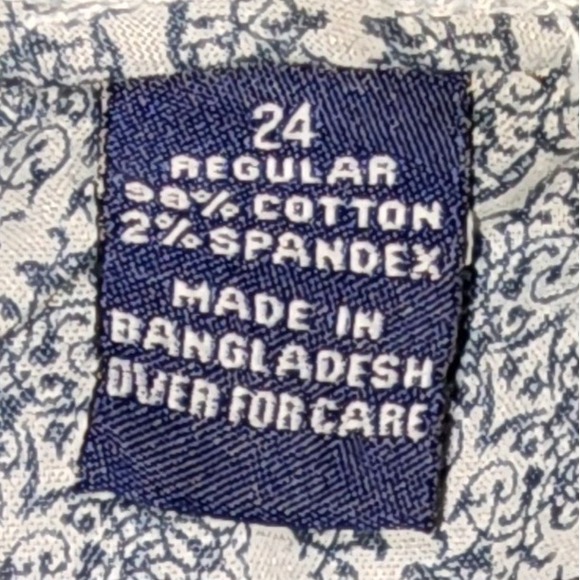 24
REGULAR
98% COTTON
2% SPANDEX
MADE IN
BANGLADESH
OVER FOR CARE